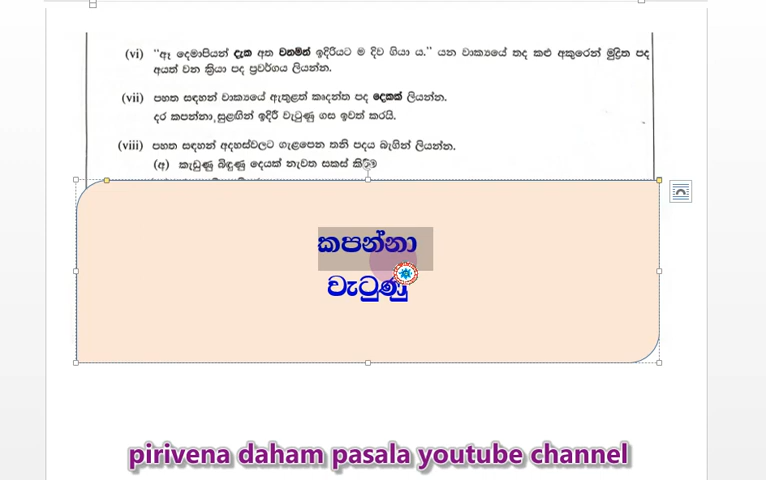 (vi) "ඈ දෙමාපියන් දැක අත වනමින් ඉදිරියට ම දිව ගියා ය." යන වාක්‍යයේ තද කළු අකුරෙන් මුද්‍රිත පද
අයත් වන ක්‍රියා පද ප්‍රවර්ගය ලියන්න.
(vii) පහත සඳහන් වාක්‍යයේ ඇතුළත් කෘදන්ත පද දෙකක් ලියන්න.
දර කපන්නා, සුළඟින් ඉදිරී වැටුණු ගස ඉවත් කරයි.
(viii) පහත සඳහන් අදහස්වලට ගැළපෙන තනි පදය බැගින් ලියන්න.
(අ) කැඩුණු බිඳුණු දෙයක් නැවත සකස් කිරීම
කපන්නා
වැටුණු
pirivena daham pasala youtube channel